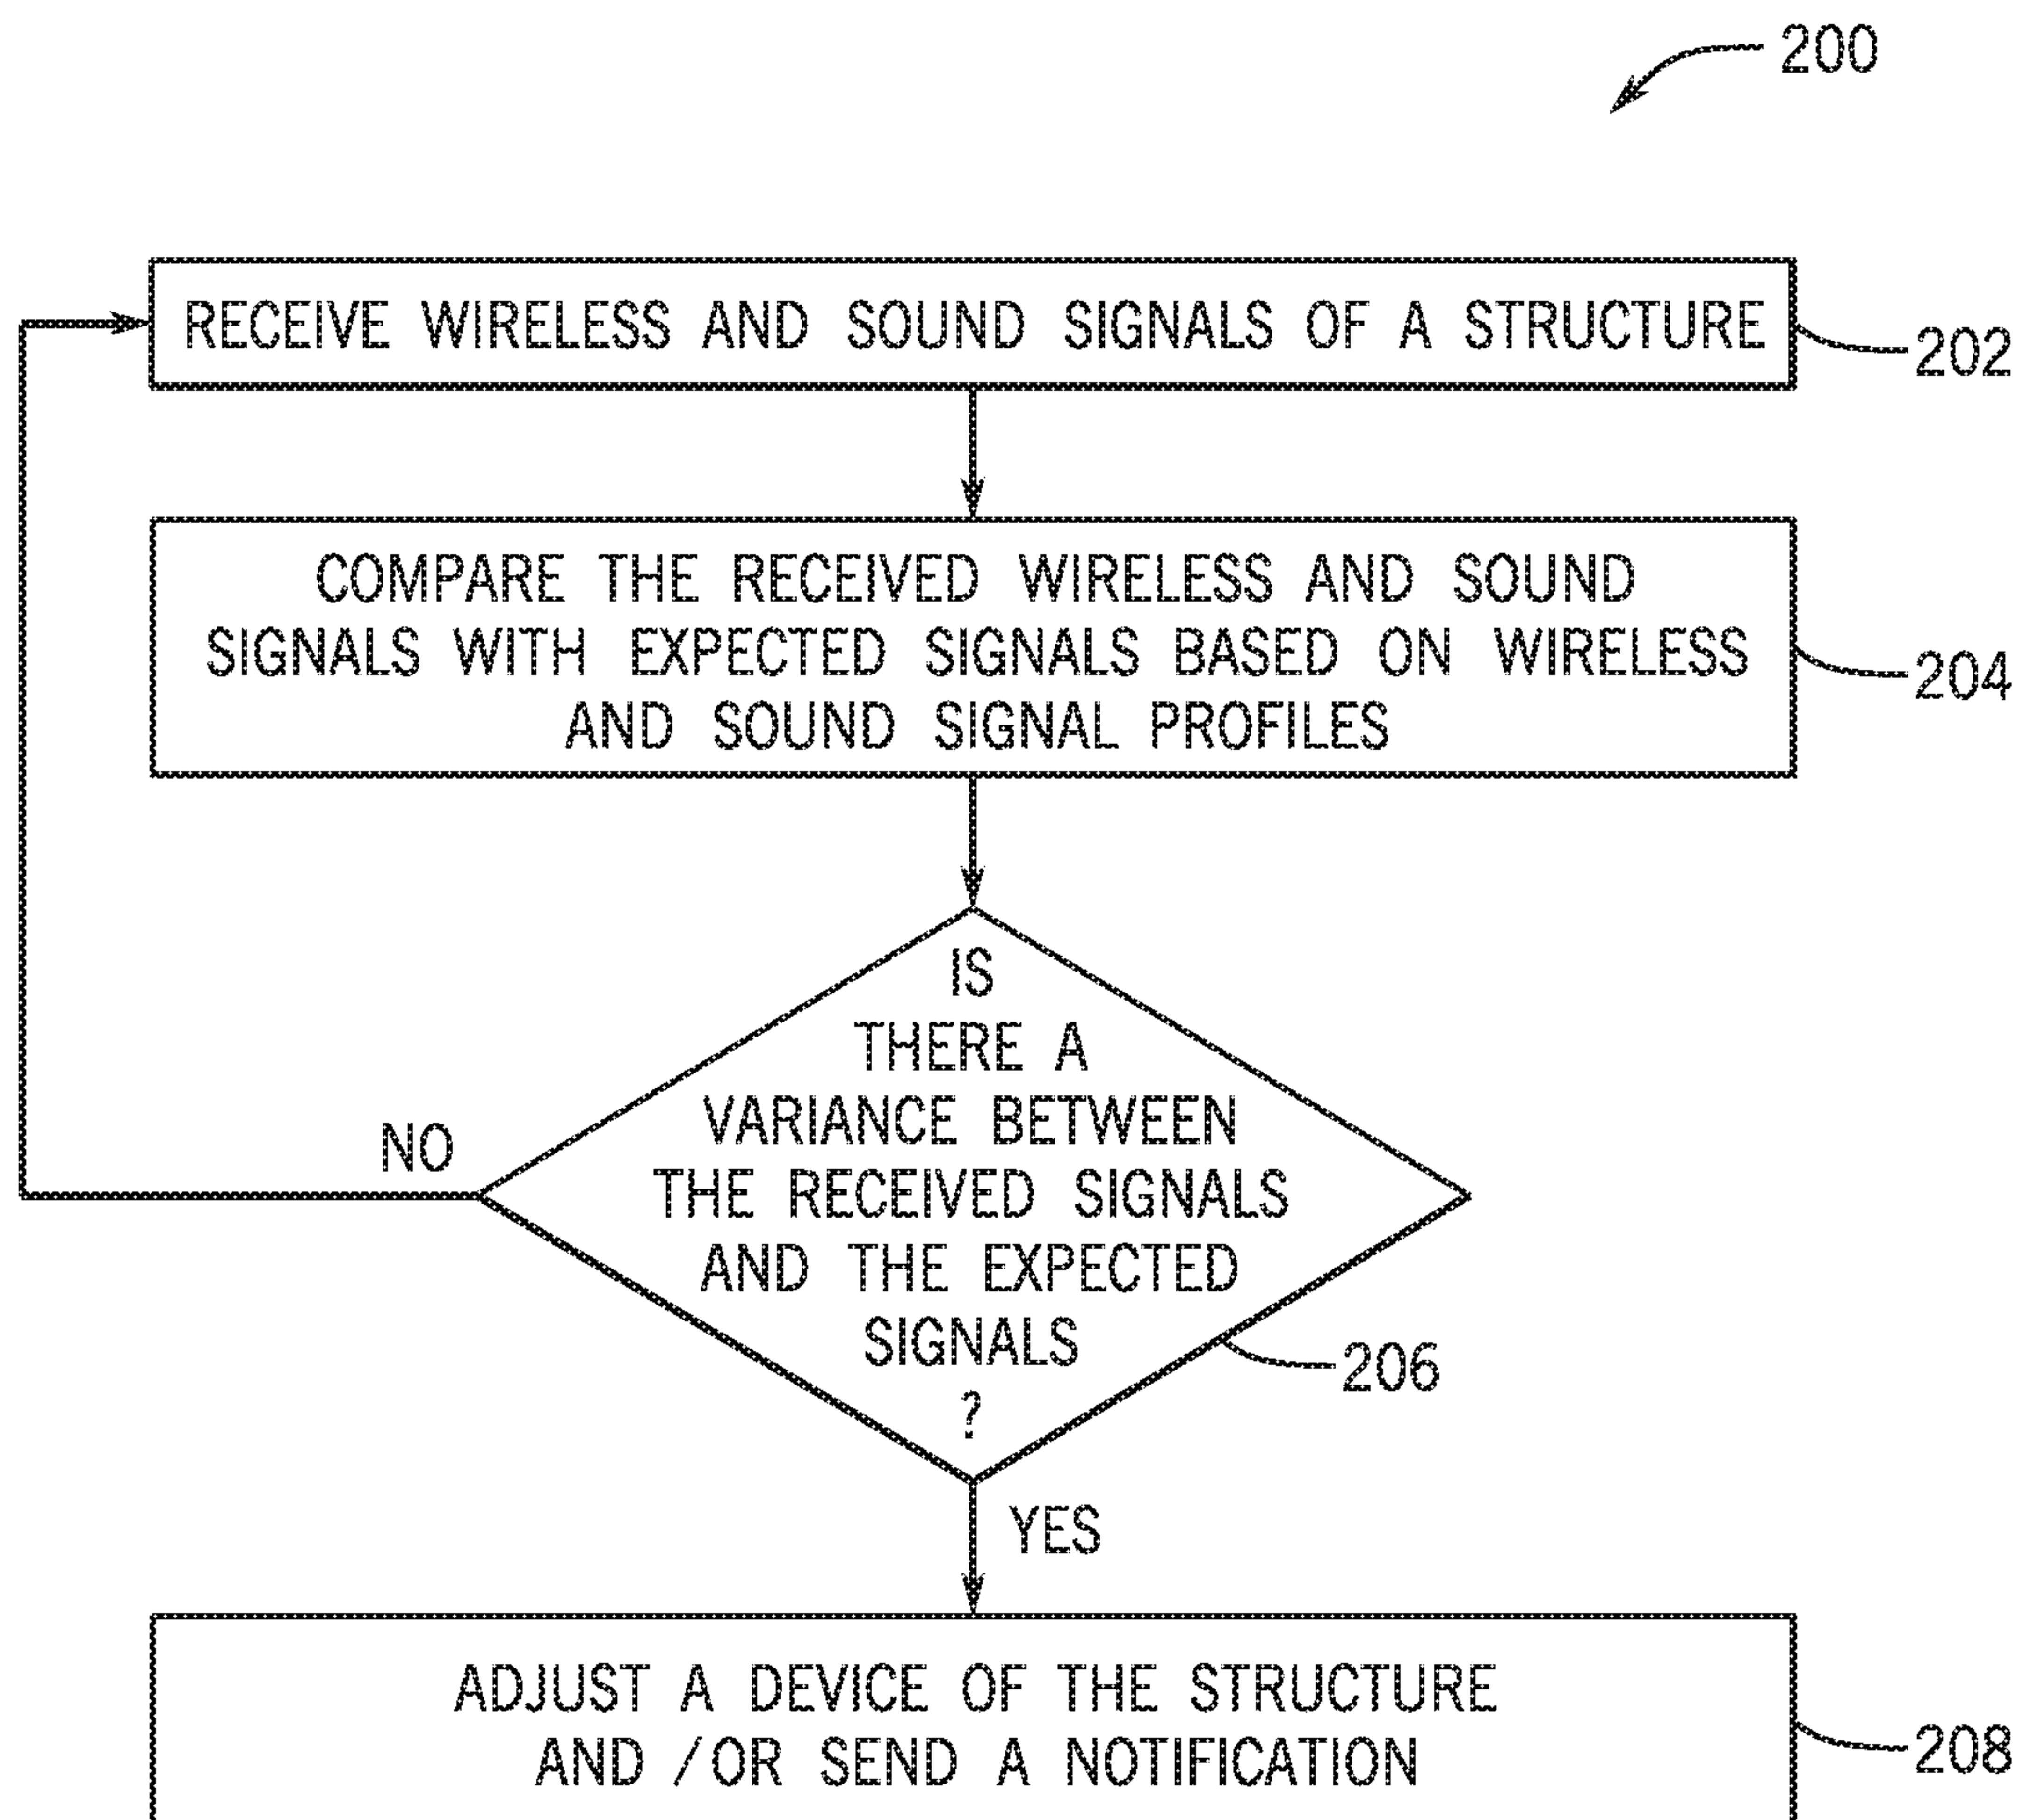 200
RECEIVE WIRELESS AND SOUND SIGNALS OF A STRUCTURE
202
COMPARE THE RECEIVED WIRELESS AND SOUND
SIGNALS WITH EXPECTED SIGNALS BASED ON WIRELESS
AND SOUND SIGNAL PROFILES
204
IS
THERE A
VARIANCE BETWEEN
THE RECEIVED SIGNALS
AND THE EXPECTED
SIGNALS
?
206
NO
YES
ADJUST A DEVICE OF THE STRUCTURE
AND /OR SEND A NOTIFICATION
208